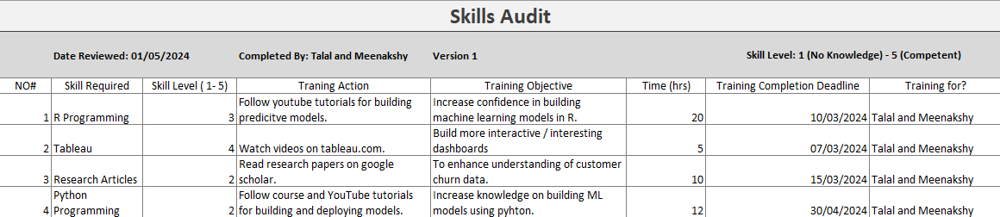 Skills Audit
Date Reviewed: 01/05/2024 Completed By: Talal and Meenakshy Version 1 Skill Level: 1 (No Knowledge) - 5 (Competent)
NO# Skill Required Skill Level ( 1- 5) Traning Action Training Objective Time (hrs) Training Completion Deadline Training for?
Follow youtube tutorials for building Increase confidence in building
1 R Programming 3 predicitve models. machine learning models in R. 20 10/03/2024 Talal and Meenakshy
Build more interactive / interesting
2 Tableau 4 Watch videos on tableau.com. dashboards 5 07/03/2024 Talal and Meenakshy
Read research papers on google To enhance understanding of customer
3 Research Articles 2 scholar. churn data. 10 15/03/2024 Talal and Meenakshy
Python Follow course and YouTube tutorials Increase knowledge on building ML
4 Programming 2 for building and deploying models. models using pyhton. 12 30/04/2024 Talal and Meenakshy